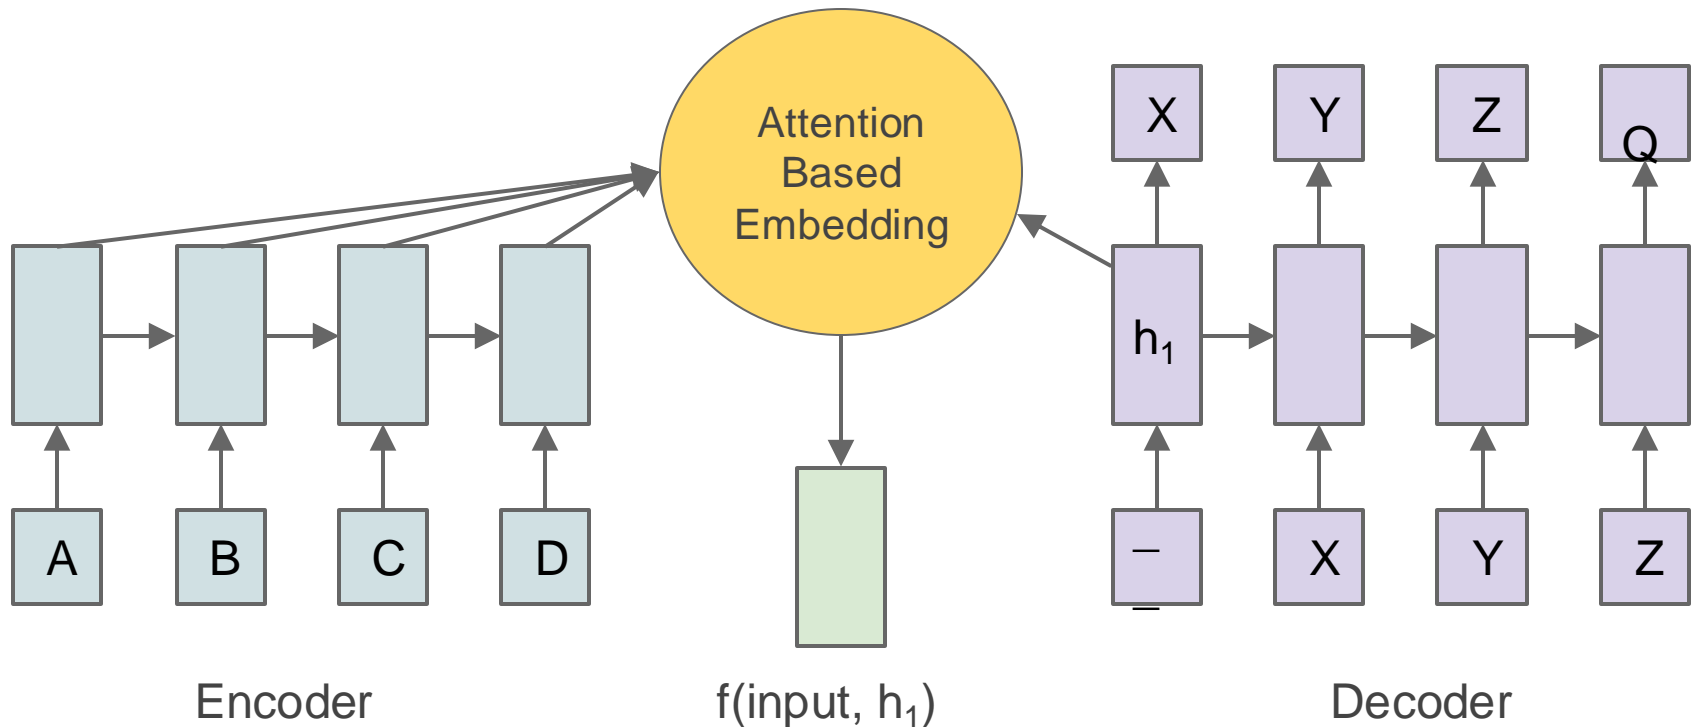 Attention
Based
Embedding
X Y Z Q
h₁
A B C D
_ X Y Z
_
Encoder f(input, h₁) Decoder